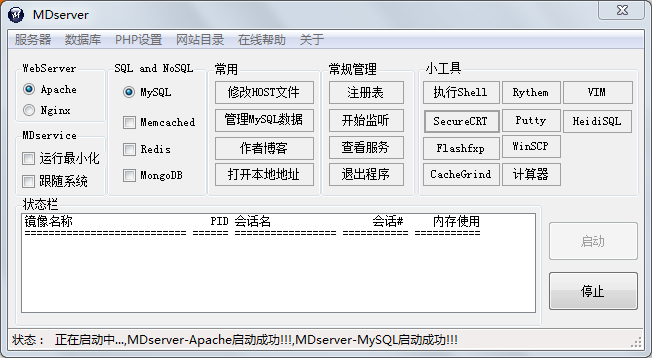 MDserver
服务器 数据库 PHP设置 网站目录 在线帮助 关于
WebServer
Apache
Nginx
MDservice
运行最小化
跟随系统
SQL and NoSQL
MySQL
Memcached
Redis
MongoDB
常用
修改HOST文件
管理MySQL数据
作者博客
打开本地地址
常规管理
注册表
开始监听
查看服务
退出程序
小工具
执行Shell Rythem VIM
SecureCRT Putty HeidiSQL
Flashfxp WinSCP
CacheGrind 计算器
状态栏
镜像名称 PID 会话名 会话# 内存使用
========================= ====== ================ =========== ===========
启动
停止
状态： 正在启动中...,MDserver-Apache启动成功!!!,MDserver-MySQL启动成功!!!